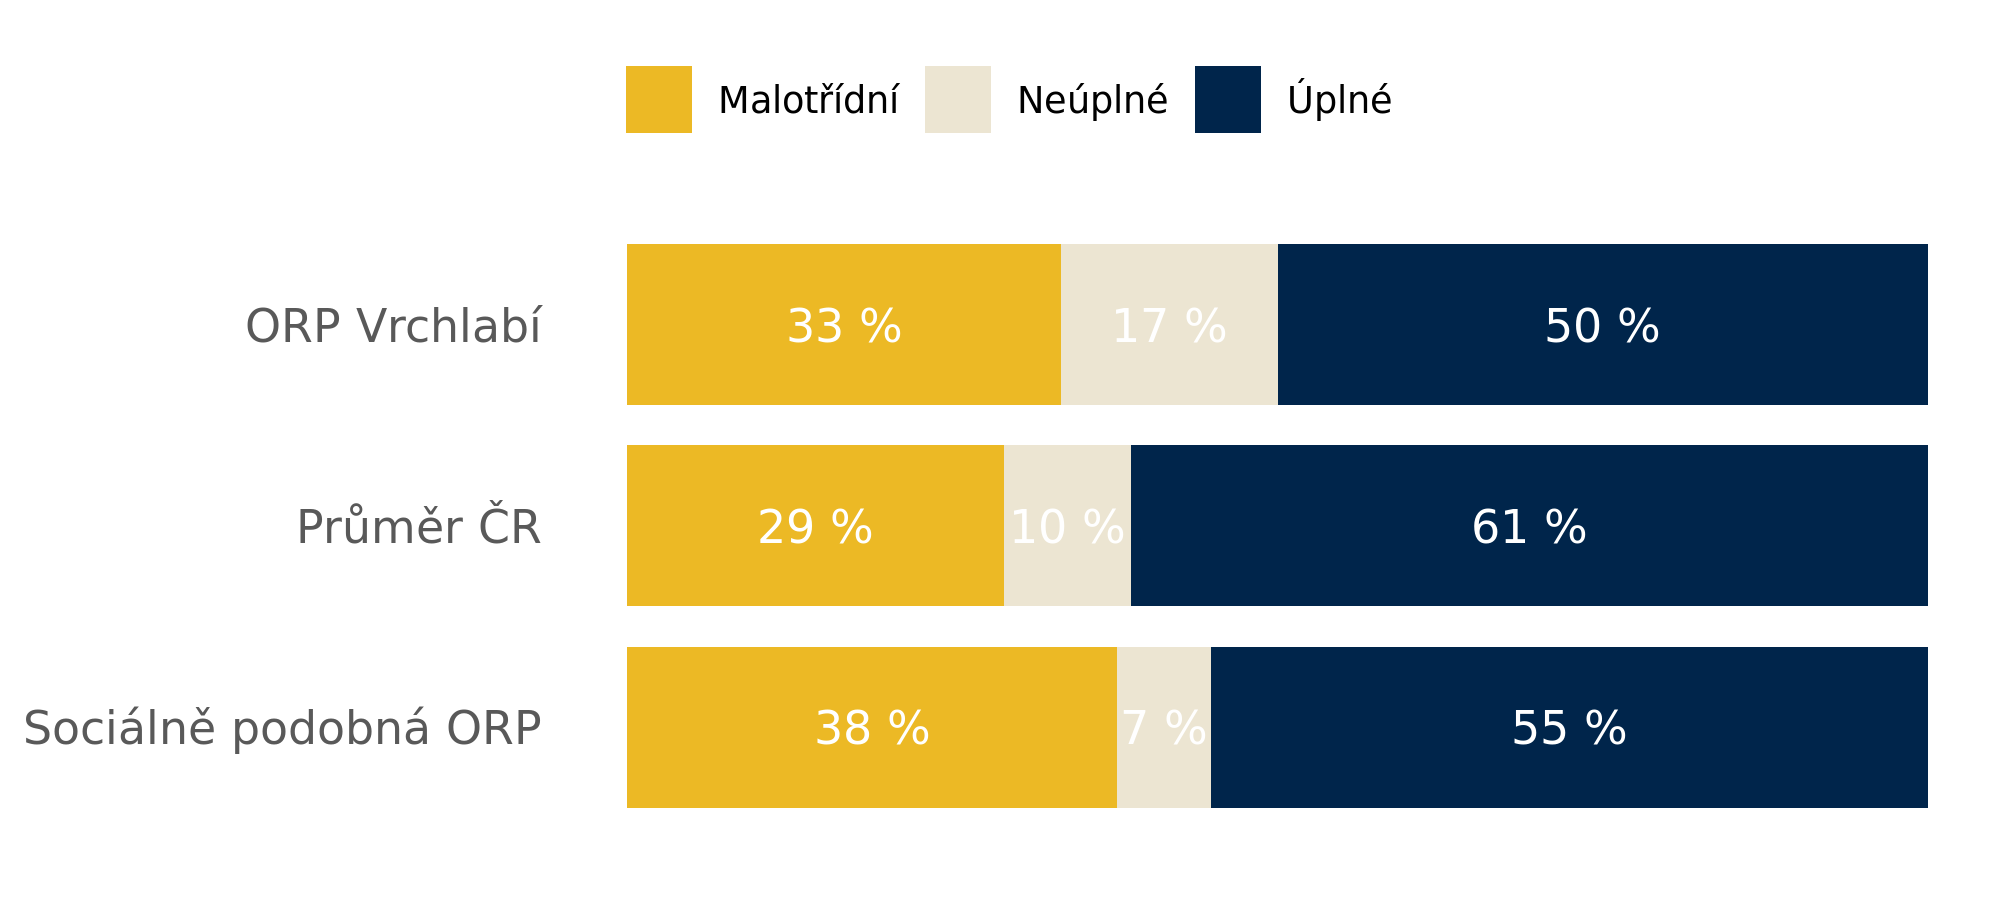 Malotřídní Neúplné Úplné
ORP Vrchlabí 33 % 17 % 50 %
Průměr ČR 29 % 10 % 61 %
Sociálně podobná ORP 38 % 7 % 55 %